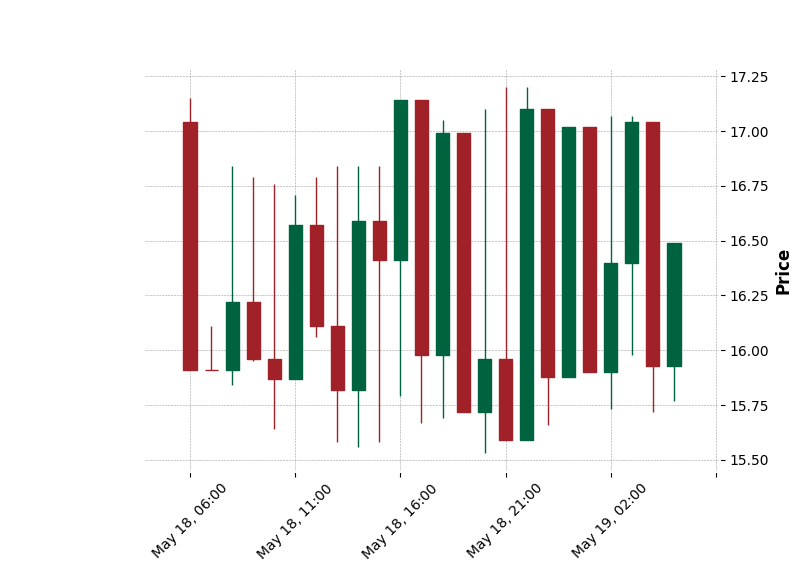 17.25
17.00
16.75
16.50
16.25
16.00
15.75
15.50
Price
May 18, 06:00
May 18, 11:00
May 18, 16:00
May 18, 21:00
May 19, 02:00